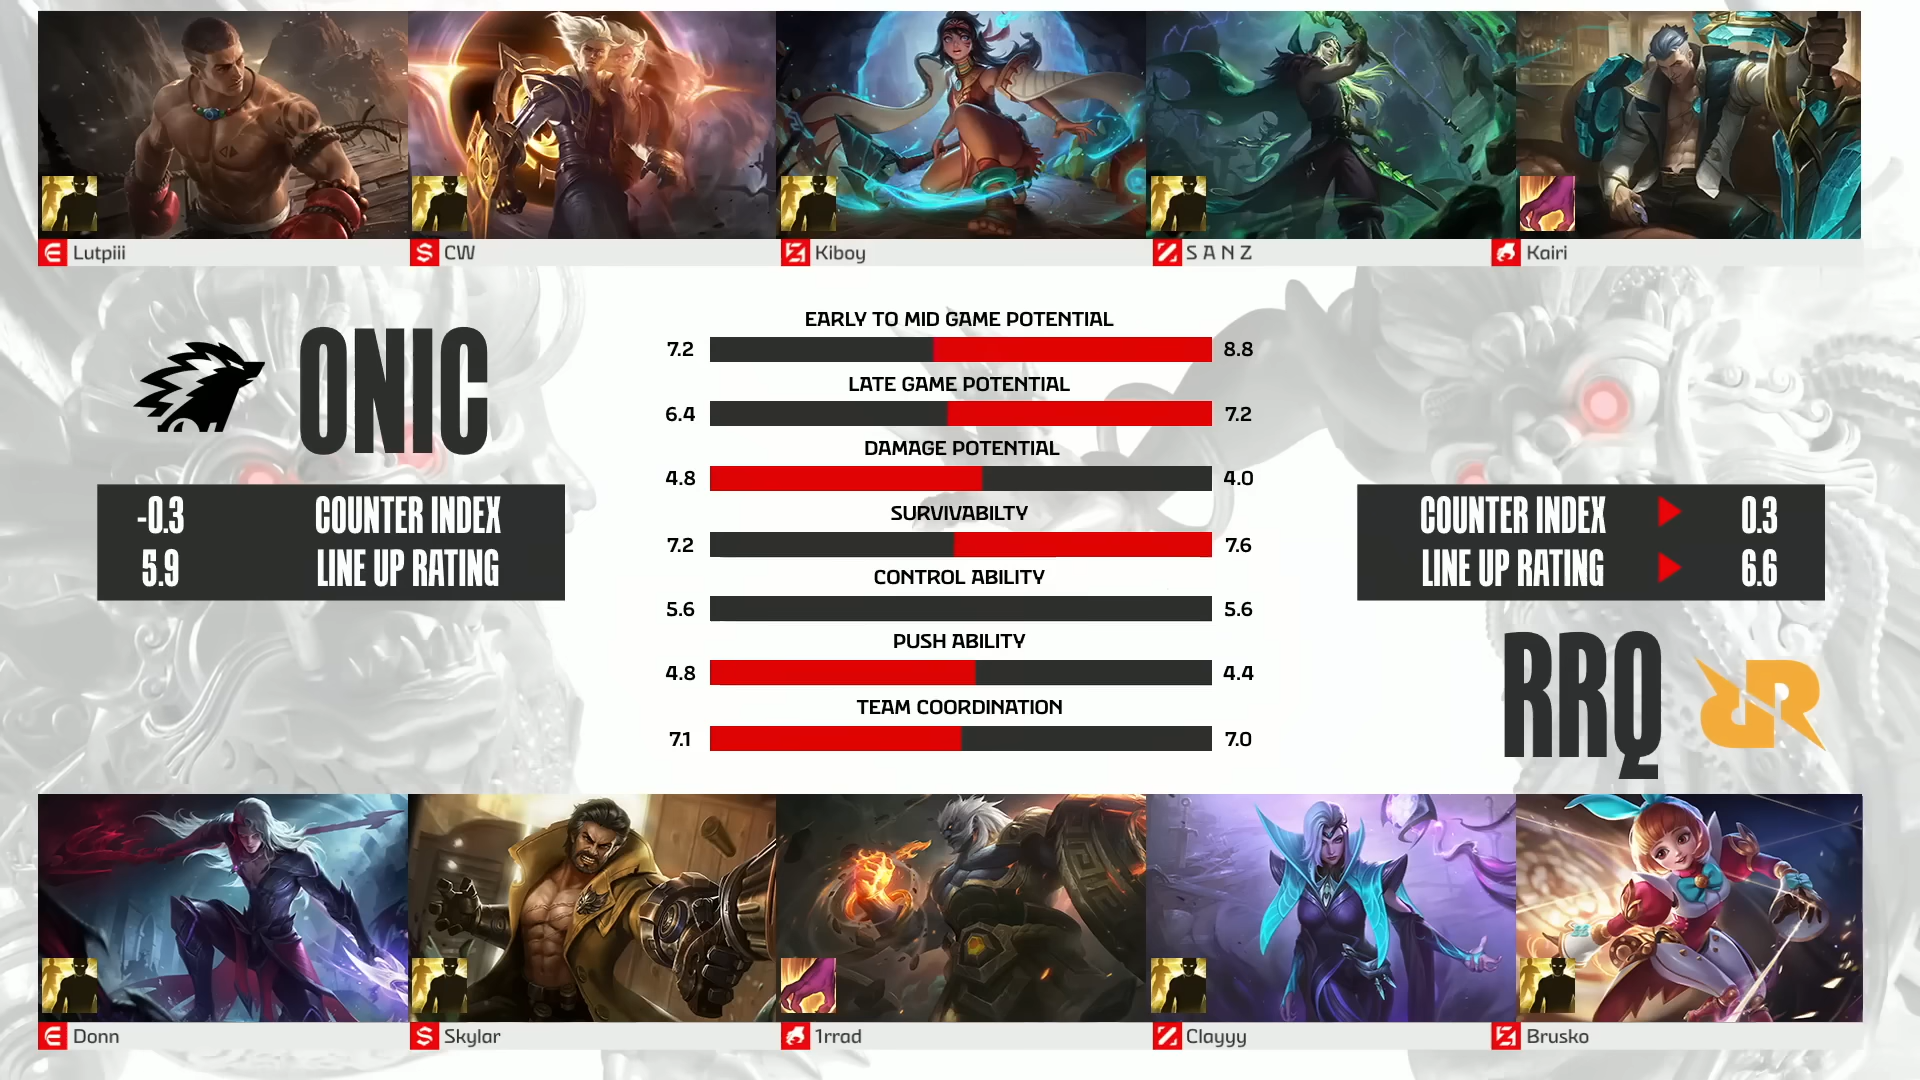 Lutpiii
CW
Kiboy
S A N Z
Kairi
ONIC
-0.3 COUNTER INDEX
5.9 LINE UP RATING
EARLY TO MID GAME POTENTIAL
7.2 8.8
LATE GAME POTENTIAL
6.4 7.2
DAMAGE POTENTIAL
4.8 4.0
SURVIVABILTY
7.2 7.6
CONTROL ABILITY
5.6 5.6
PUSH ABILITY
4.8 4.4
TEAM COORDINATION
7.1 7.0
COUNTER INDEX 0.3
LINE UP RATING 6.6
RRQ
Donn
Skylar
1rrad
Clayyy
Brusko